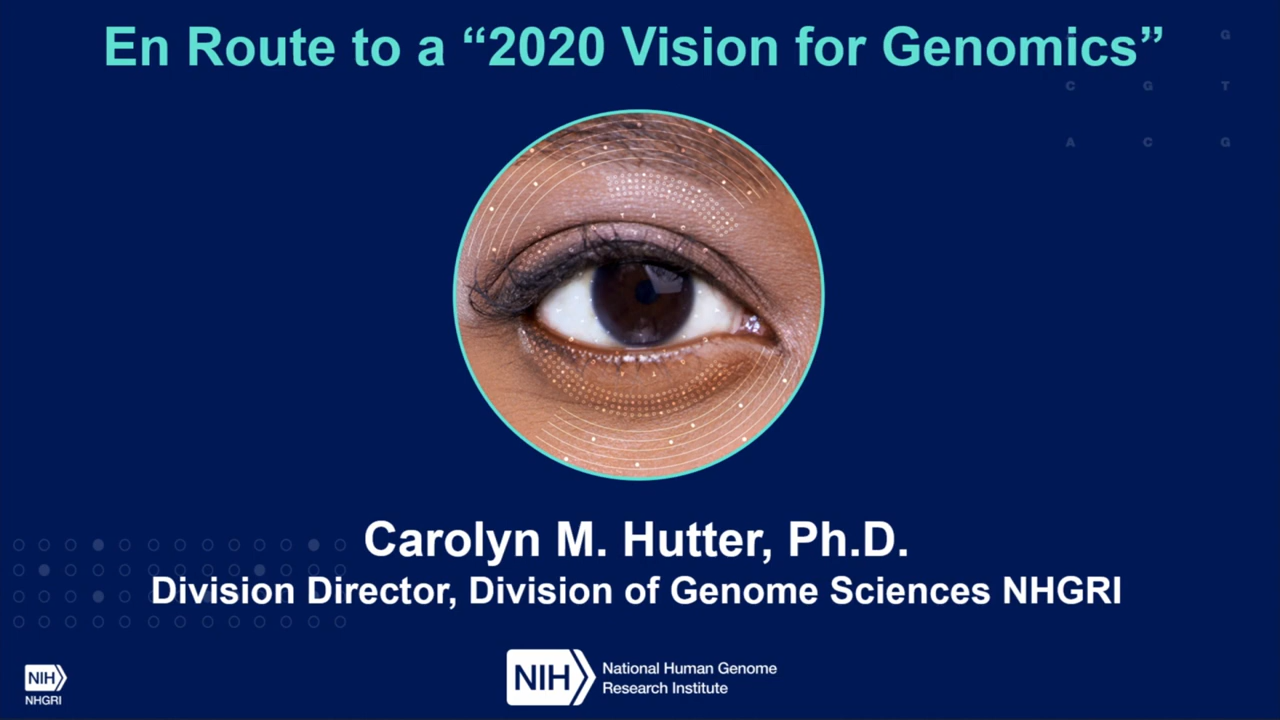 En Route to a “2020 Vision for Genomics”
G
C G T
A C G
Carolyn M. Hutter, Ph.D.
Division Director, Division of Genome Sciences NHGRI
NIH
NHGRI
NIH
National Human Genome
Research Institute